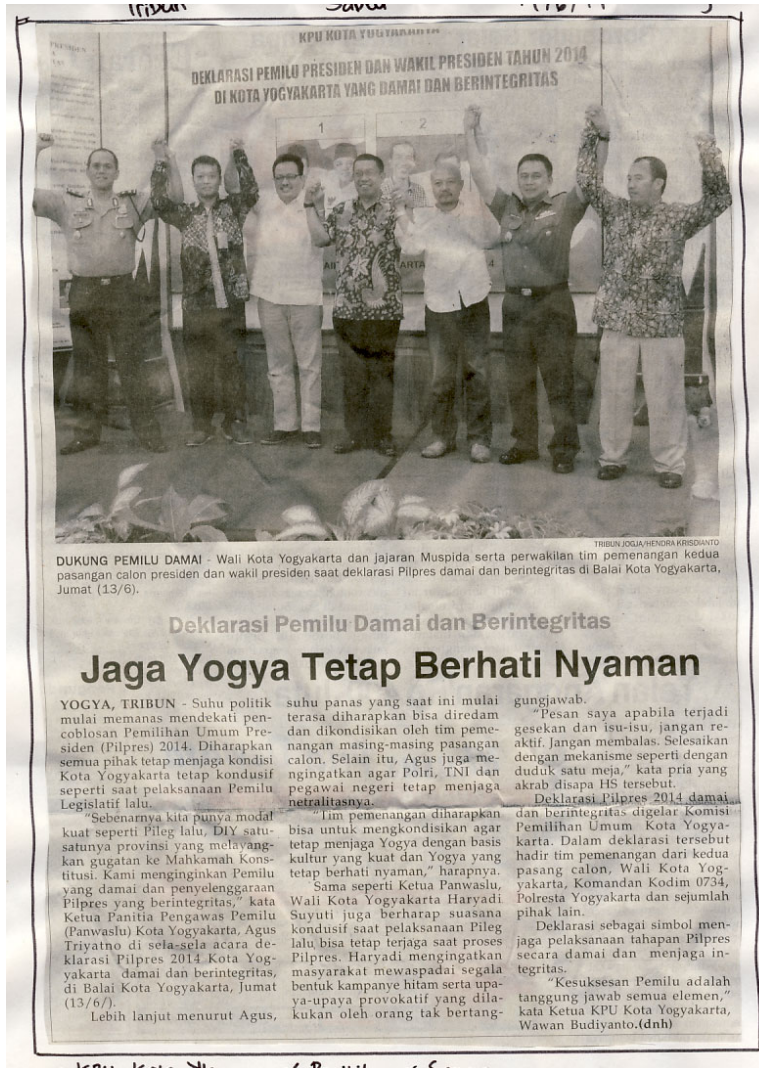 Tribun
KPU KOTA YOGYAKARTA
DEKLARASI PEMILU PRESIDEN DAN WAKIL PRESIDEN TAHUN 2014
DI KOTA YOGYAKARTA YANG DAMAI DAN BERINTEGRITAS
1
2
TRIBUN JOGJA/HENDRA KRISDIANTO
DUKUNG PEMILU DAMAI - Wali Kota Yogyakarta dan jajaran Muspida serta perwakilan tim pemenangan kedua
pasangan calon presiden dan wakil presiden saat deklarasi Pilpres damai dan berintegritas di Balai Kota Yogyakarta,
Jumat (13/6).
Deklarasi Pemilu Damai dan Berintegritas
Jaga Yogya Tetap Berhati Nyaman
YOGYA, TRIBUN - Suhu politik
mulai memanas mendekati pen-
coblosan Pemilihan Umum Pre-
siden (Pilpres) 2014. Diharapkan
semua pihak tetap menjaga kondisi
Kota Yogyakarta tetap kondusif
seperti saat pelaksanaan Pemilu
Legislatif lalu.
"Sebenarnya kita punya modal
kuat seperti Pileg lalu, DIY satu-
satunya provinsi yang melayang-
kan gugatan ke Mahkamah Kons-
titusi. Kami menginginkan Pemilu
yang damai dan penyelenggaraan
Pilpres yang berintegritas," kata
Ketua Panitia Pengawas Pemilu
(Panwaslu) Kota Yogyakarta, Agus
Triyatno di sela-sela acara de-
klarasi Pilpres 2014 Kota Yog-
yakarta damai dan berintegritas,
di Balai Kota Yogyakarta, Jumat
(13/6/).
Lebih lanjut menurut Agus,
suhu panas yang saat ini mulai
terasa diharapkan bisa diredam
dan dikondisikan oleh tim peme-
nangan masing-masing pasangan
calon. Selain itu, Agus juga me-
ngingatkan agar Polri, TNI dan
pegawai negeri tetap menjaga
netralitasnya.
"Tim pemenangan diharapkan
bisa untuk mengkondisikan agar
tetap menjaga Yogya dengan basis
kultur yang kuat dan Yogya yang
tetap berhati nyaman," harapnya.
Sama seperti Ketua Panwaslu,
Wali Kota Yogyakarta Haryadi
Suyuti juga berharap suasana
kondusif saat pelaksanaan Pileg
lalu bisa tetap terjaga saat proses
Pilpres. Haryadi mengingatkan
masyarakat mewaspadai segala
bentuk kampanye hitam serta upa-
ya-upaya provokatif yang dila-
kukan oleh orang tak bertang-
gungjawab.
"Pesan saya apabila terjadi
gesekan dan isu-isu, jangan re-
aktif. Jangan membalas. Selesaikan
dengan mekanisme seperti dengan
duduk satu meja," kata pria yang
akrab disapa HS tersebut.
Deklarasi Pilpres 2014 damai
dan berintegritas digelar Komisi
Pemilihan Umum Kota Yogya-
karta. Dalam deklarasi tersebut
hadir tim pemenangan dari kedua
pasang calon, Wali Kota Yog-
yakarta, Komandan Kodim 0734,
Polresta Yogyakarta dan sejumlah
pihak lain.
Deklarasi sebagai simbol men-
jaga pelaksanaan tahapan Pilpres
secara damai dan menjaga in-
tegritas.
"Kesuksesan Pemilu adalah
tanggung jawab semua elemen,"
kata Ketua KPU Kota Yogyakarta,
Wawan Budiyanto.(dnh)